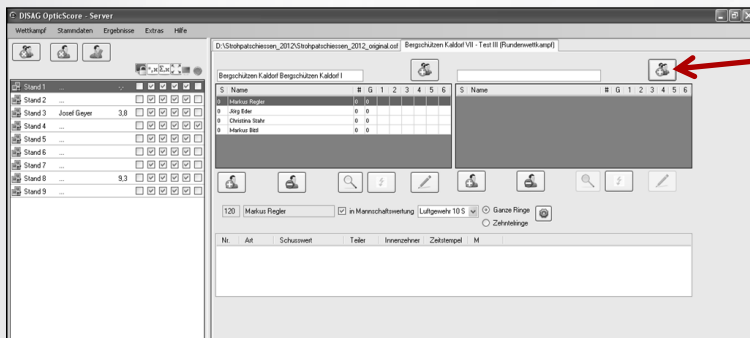 DISAG OpticScore - Server
Wettkampf Stammdaten Ergebnisse Extras Hilfe
D:\Strohpatschiessen_2012\Strohpatschiessen_2012_original.osf Bergschützen Kaldorf VII - Test III (Rundenwettkampf)
Bergschützen Kaldorf Bergschützen Kaldorf I
S Name # G 1 2 3 4 5 6 S Name # G 1 2 3 4 5 6
0 Markus Regler 0 0
0 Jörg Eder 0 0
0 Christina Stahr 0 0
0 Markus Bittl 0 0
Stand 1 ... -,-
Stand 2 ...
Stand 3 Josef Geyer 3,8
Stand 4 ...
Stand 5 ...
Stand 6 ...
Stand 7 ...
Stand 8 ... 9,3
Stand 9 ...
120 Markus Regler in Mannschaftswertung Luftgewehr 10 S Ganze Ringe
Zehntelringe
Nr. Art Schusswert Teiler Innenzehner Zeitstempel M